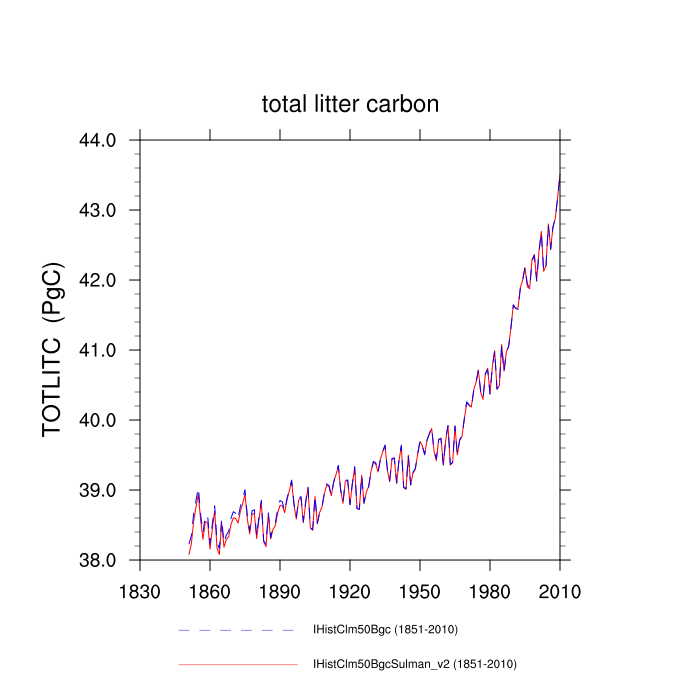 total litter carbon
44.0
43.0
42.0
41.0
40.0
39.0
38.0
TOTLITC (PgC)
1830 1860 1890 1920 1950 1980 2010
IHistClm50Bgc (1851-2010)
IHistClm50BgcSulman_v2 (1851-2010)